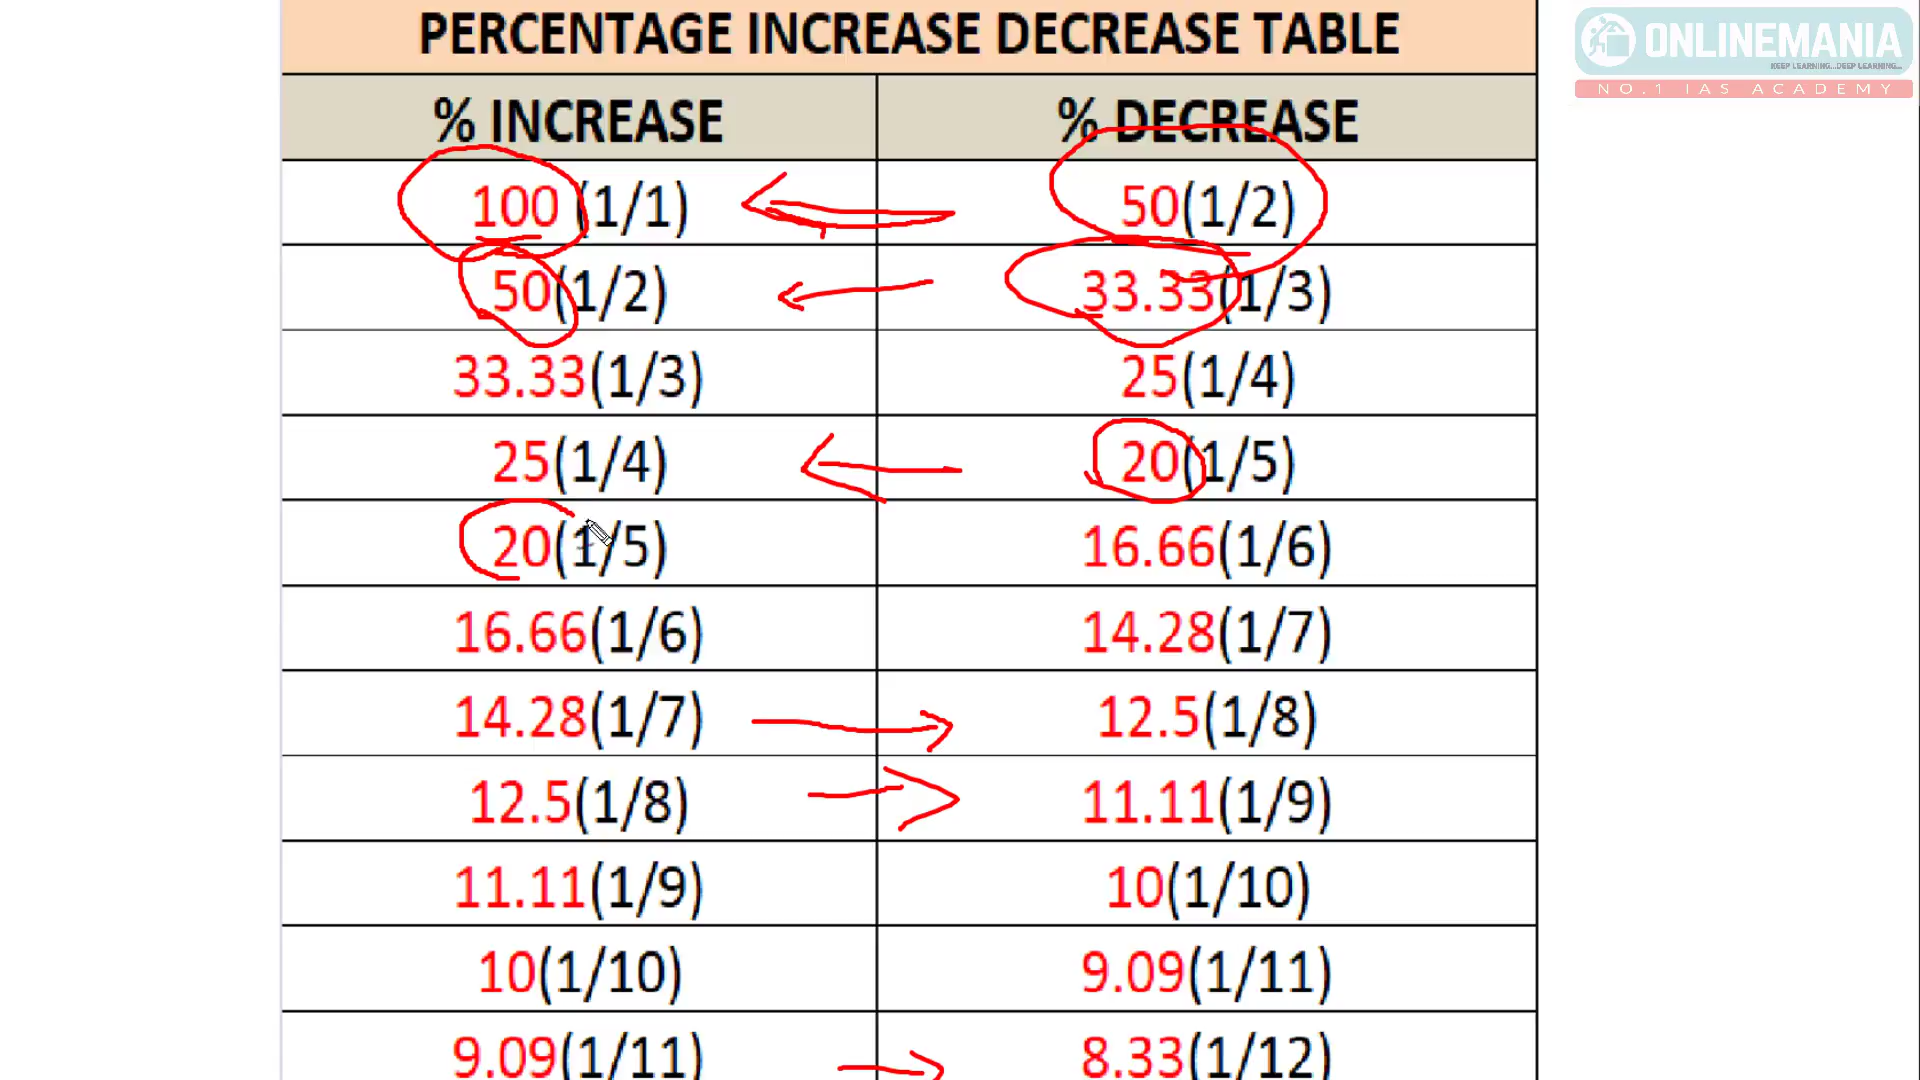 PERCENTAGE INCREASE DECREASE TABLE
ONLINEMANIA
KEEP LEARNING...DEEP LEARNING...
NO.1 IAS ACADEMY
% INCREASE % DECREASE
100 (1/1) 50(1/2)
50(1/2) 33.33(1/3)
33.33(1/3) 25(1/4)
25(1/4) 20(1/5)
20(1/5) 16.66(1/6)
16.66(1/6) 14.28(1/7)
14.28(1/7) 12.5(1/8)
12.5(1/8) 11.11(1/9)
11.11(1/9) 10(1/10)
10(1/10) 9.09(1/11)
9.09(1/11) 8.33(1/12)